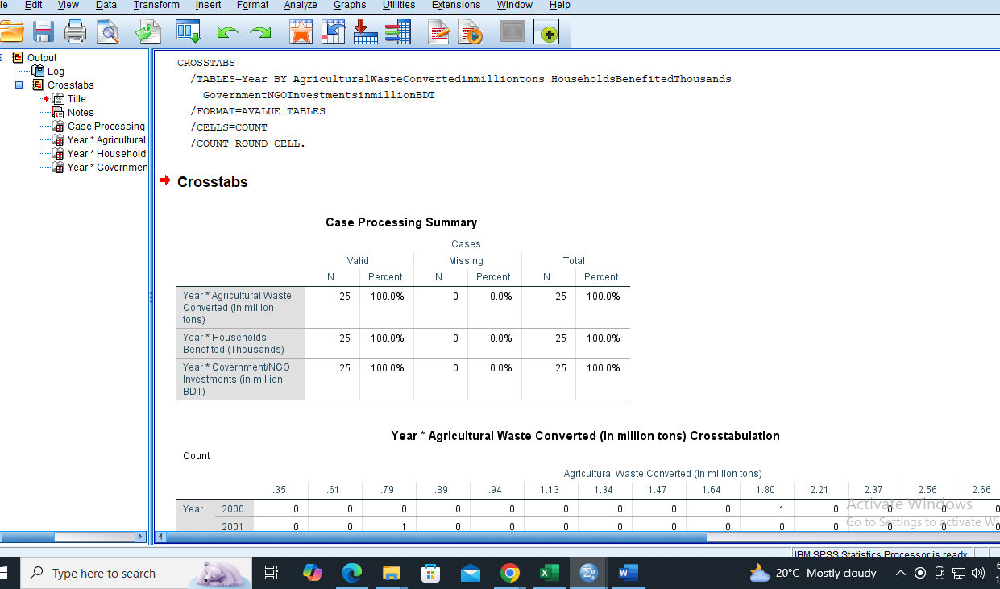 le Edit View Data Transform Insert Format Analyze Graphs Utilities Extensions Window Help
Output
Log
Crosstabs
Title
Notes
Case Processing
Year * Agricultural
Year * Household
Year * Governmen
CROSSTABS
/TABLES=Year BY AgriculturalWasteConvertedinmilliontons HouseholdsBenefitedThousands
GovernmentNGOInvestmentsinmillionBDT
/FORMAT=AVALUE TABLES
/CELLS=COUNT
/COUNT ROUND CELL.
Crosstabs
Case Processing Summary
Cases
Valid Missing Total
N Percent N Percent N Percent
Year * Agricultural Waste 25 100.0% 0 0.0% 25 100.0%
Converted (in million
tons)
Year * Households 25 100.0% 0 0.0% 25 100.0%
Benefited (Thousands)
Year * Government/NGO 25 100.0% 0 0.0% 25 100.0%
Investments (in million
BDT)
Year * Agricultural Waste Converted (in million tons) Crosstabulation
Count
Agricultural Waste Converted (in million tons)
.35 .61 .79 .89 .94 1.13 1.34 1.47 1.64 1.80 2.21 2.37 2.56 2.66
Year 2000 0 0 0 0 0 0 0 0 0 1 0 0 0 0
2001 0 0 1 0 0 0 0 0 0 0 0 0 0 0
Activate Windows
Go to Settings to activate Wi
IBM SPSS Statistics Processor is ready
Type here to search
20°C Mostly cloudy